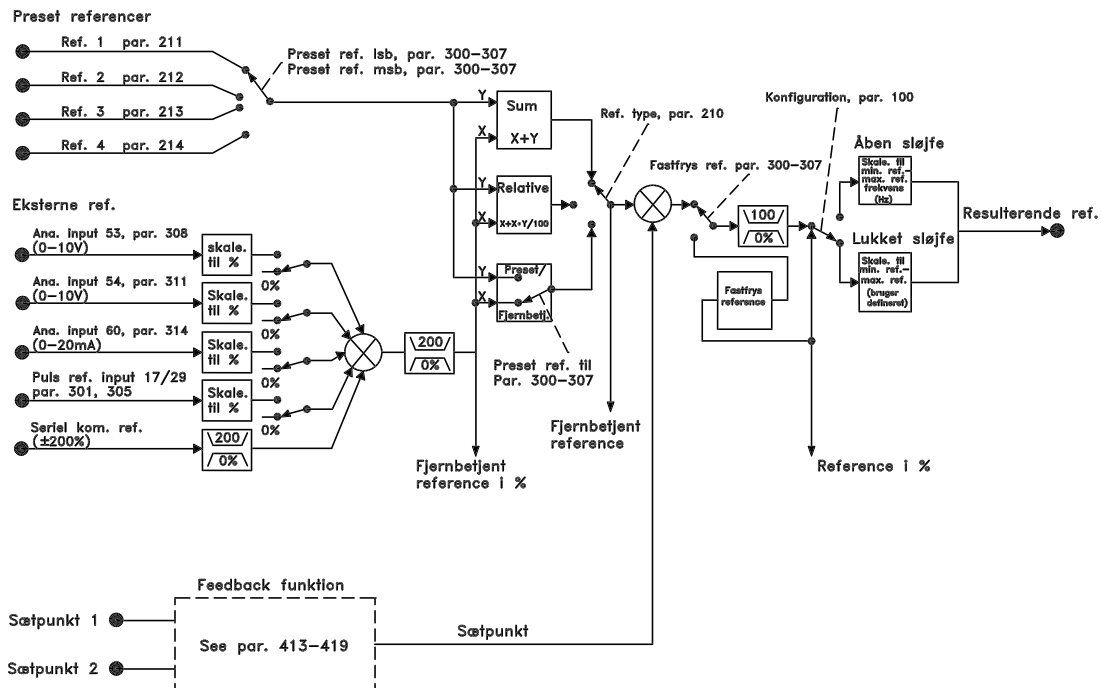 Preset referencer
Ref. 1 par. 211
Ref. 2 par. 212
Ref. 3 par. 213
Ref. 4 par. 214
Preset ref. lsb, par. 300-307
Preset ref. msb, par. 300-307
Y
Sum
X
X+Y
Y
Relative
X
X+X•Y/100
Y
Preset/
X
Fjernbetj.
Preset ref. til
Par. 300-307
Ref. type, par. 210
Fastfrys ref. par. 300-307
Konfiguration, par. 100
100
0%
Fastfrys
reference
Åben sløjfe
Skale. til
min. ref.-
max. ref.
frekvens
(Hz)
Lukket sløjfe
Skale. til
min. ref.-
max. ref.
(bruger
defineret)
Resulterende ref.
Eksterne ref.
Ana. input 53, par. 308
(0-10V)
skale.
til %
0%
Ana. input 54, par. 311
(0-10V)
Skale.
til %
0%
Ana. input 60, par. 314
(0-20mA)
Skale.
til %
0%
Puls ref. input 17/29
par. 301, 305
Skale.
til %
0%
Seriel kom. ref.
(±200%)
200
0%
200
0%
Fjernbetjent
reference i %
Fjernbetjent
reference
Reference i %
Feedback funktion
Sætpunkt 1
See par. 413-419
Sætpunkt
Sætpunkt 2